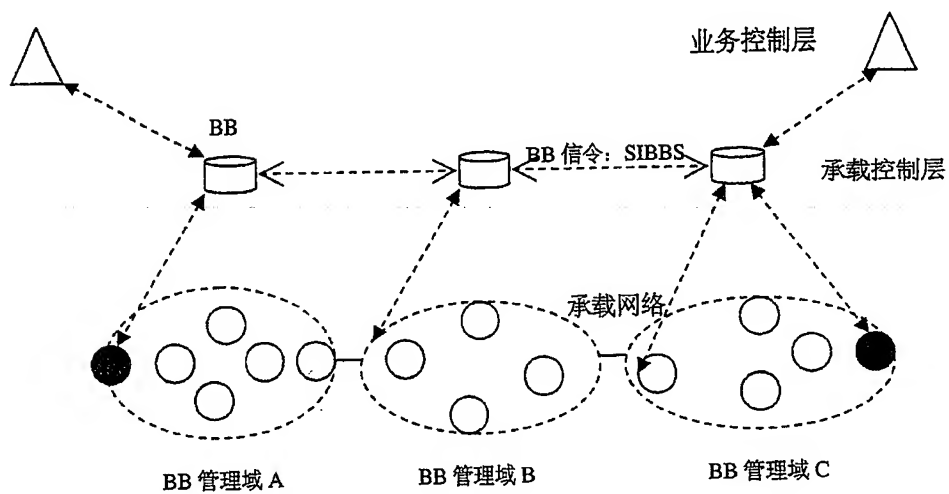 业务控制层
BB
BB 信令：SIBBS
承载控制层
承载网络
BB 管理域 A
BB 管理域 B
BB 管理域 C